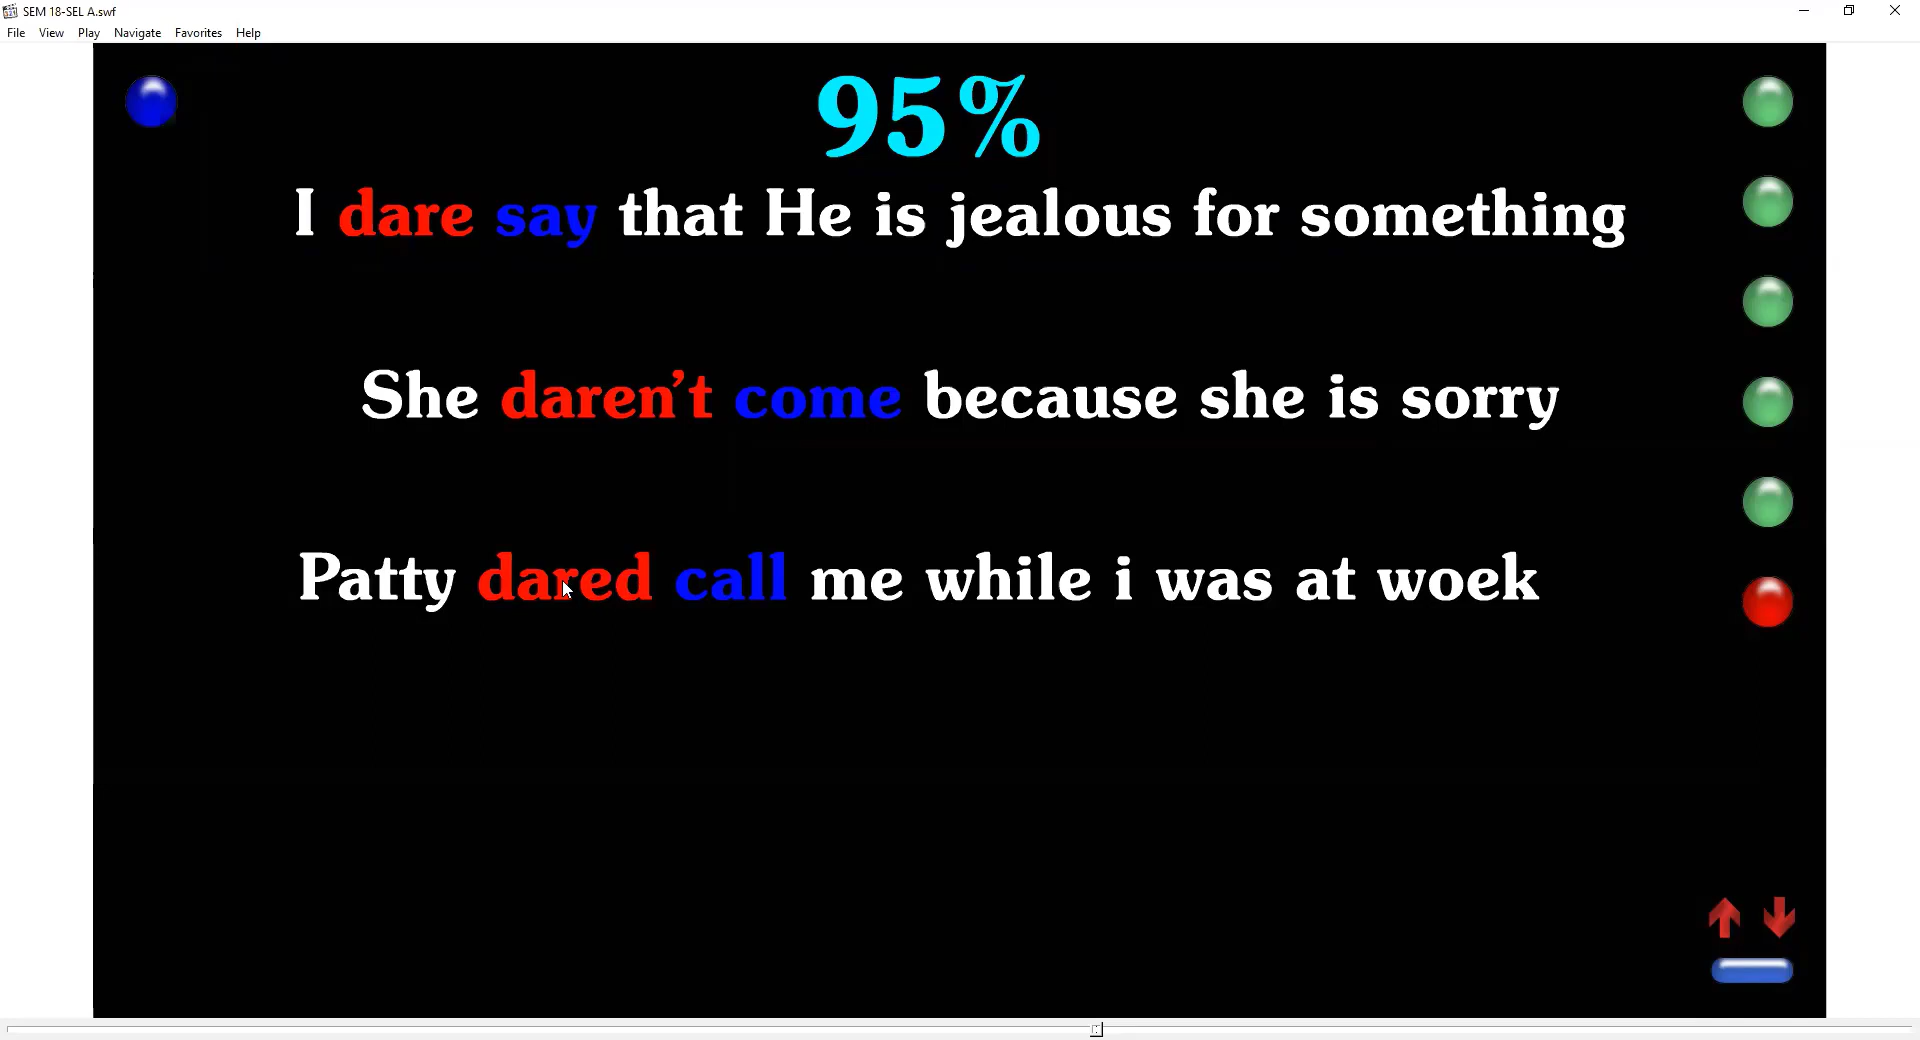 SEM 18-SEL A.swf
File View Play Navigate Favorites Help
95%
I dare say that He is jealous for something
She daren't come because she is sorry
Patty dared call me while i was at woek